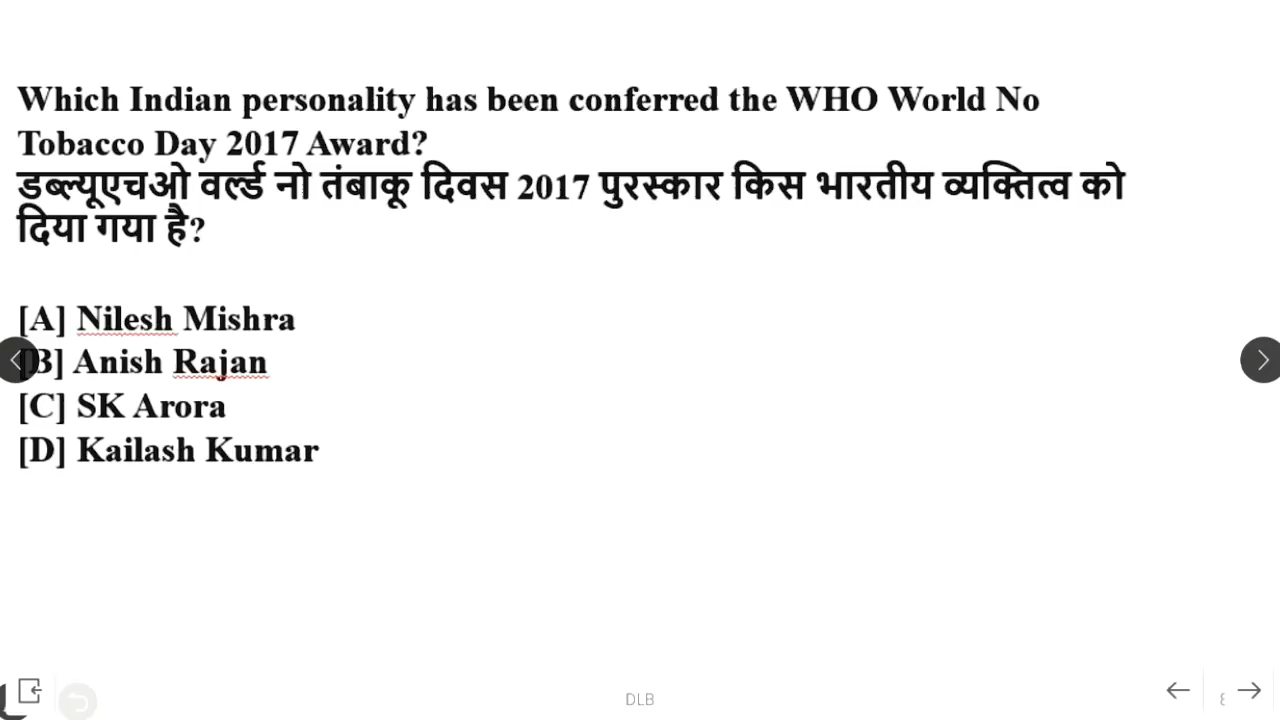 Which Indian personality has been conferred the WHO World No
Tobacco Day 2017 Award?
डब्ल्यूएचओ वर्ल्ड नो तंबाकू दिवस 2017 पुरस्कार किस भारतीय व्यक्तित्व को
दिया गया है?
[A] Nilesh Mishra
[B] Anish Rajan
[C] SK Arora
[D] Kailash Kumar
DLB